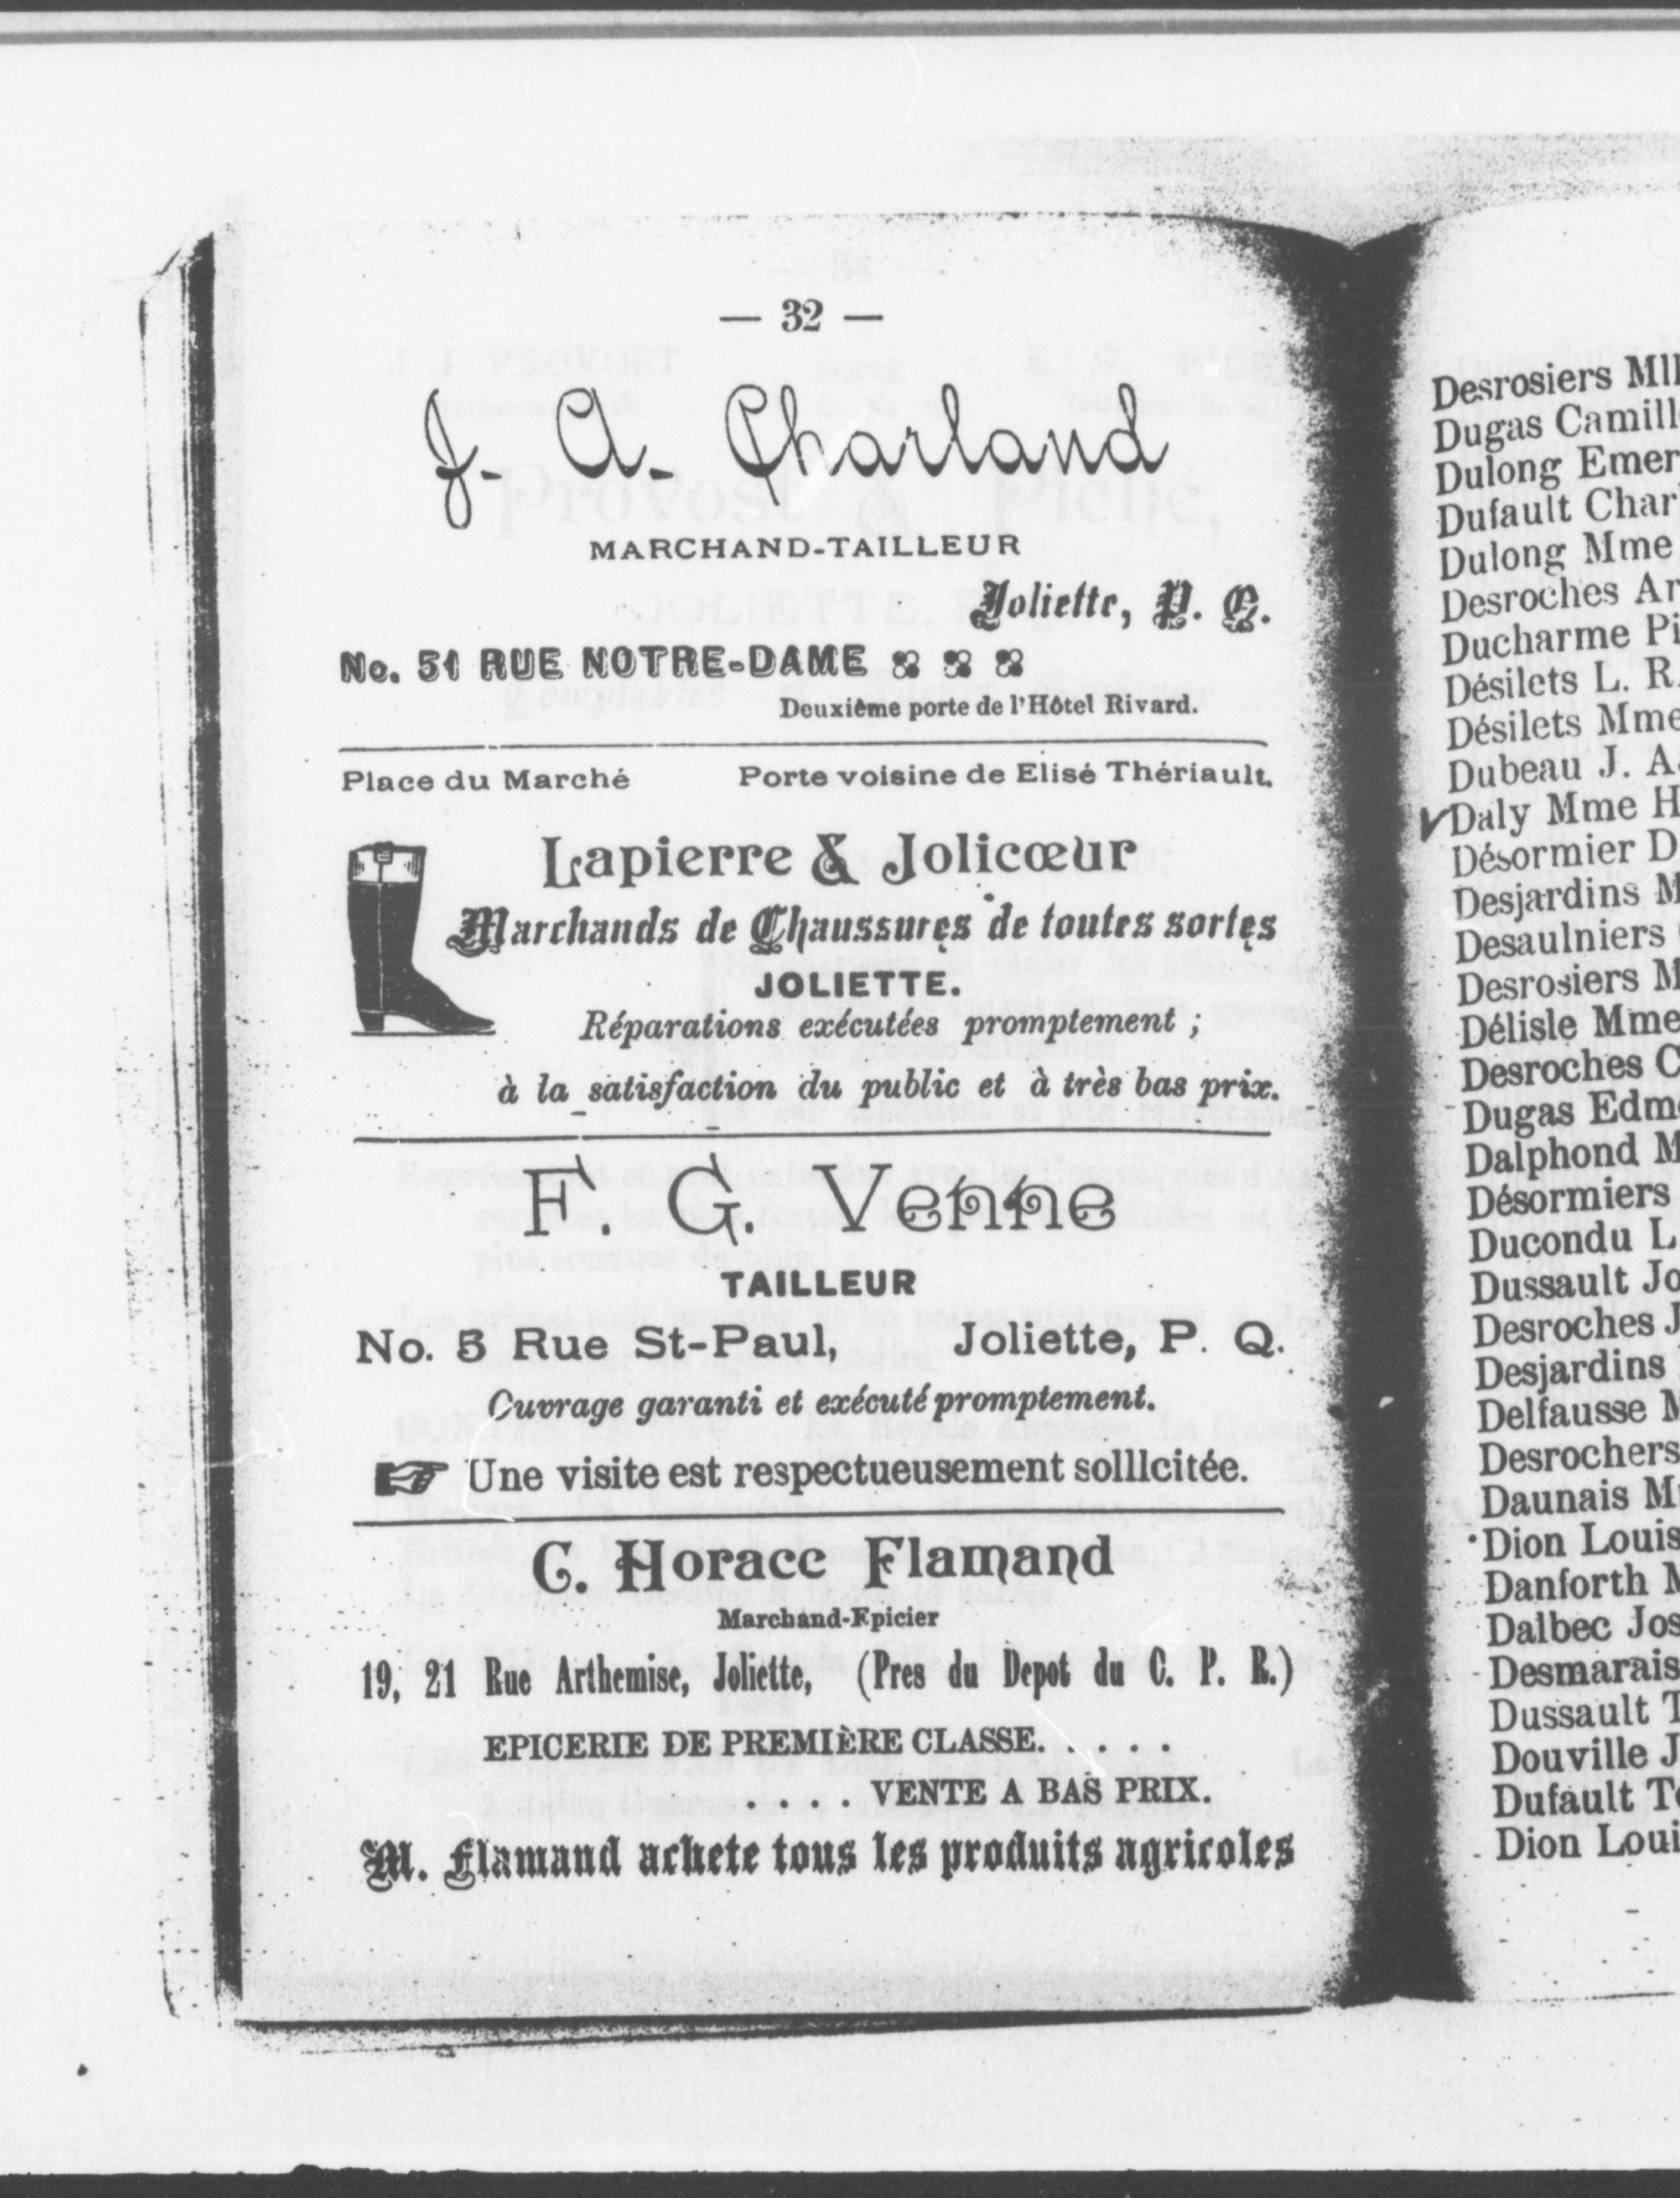 — 32 —
J. A. Charland
MARCHAND-TAILLEUR
Joliette, P. Q.
No. 51 RUE NOTRE-DAME
Deuxième porte de l'Hôtel Rivard.
Place du Marché Porte voisine de Elisé Thériault.
Lapierre & Jolicœur
Marchands de Chaussures de toutes sortes
JOLIETTE.
Réparations exécutées promptement ;
à la satisfaction du public et à très bas prix.
F. G. Venne
TAILLEUR
No. 5 Rue St-Paul, Joliette, P. Q.
Ouvrage garanti et exécuté promptement.
Une visite est respectueusement solllcitée.
C. Horace Flamand
Marchand-Epicier
19, 21 Rue Arthemise, Joliette, (Pres du Depot du C. P. R.)
EPICERIE DE PREMIÈRE CLASSE. . . . .
. . . . VENTE A BAS PRIX.
M. Flamand achete tous les produits agricoles
Desrosiers
Dugas
Dulong
Dufault
Dulong Mme
Desroches
Ducharme
Désilets L. R.
Désilets
Dubeau J. A.
Daly Mme H
Désormier D
Desjardins
Desaulniers
Desrosiers
Délisle Mme
Desroches
Dugas
Dalphond
Désormiers
Ducondu L
Dussault
Desroches
Desjardins
Delfausse
Desrochers
Daunais
Dion Louis
Danforth
Dalbec
Desmarais
Dussault
Douville
Dufault
Dion